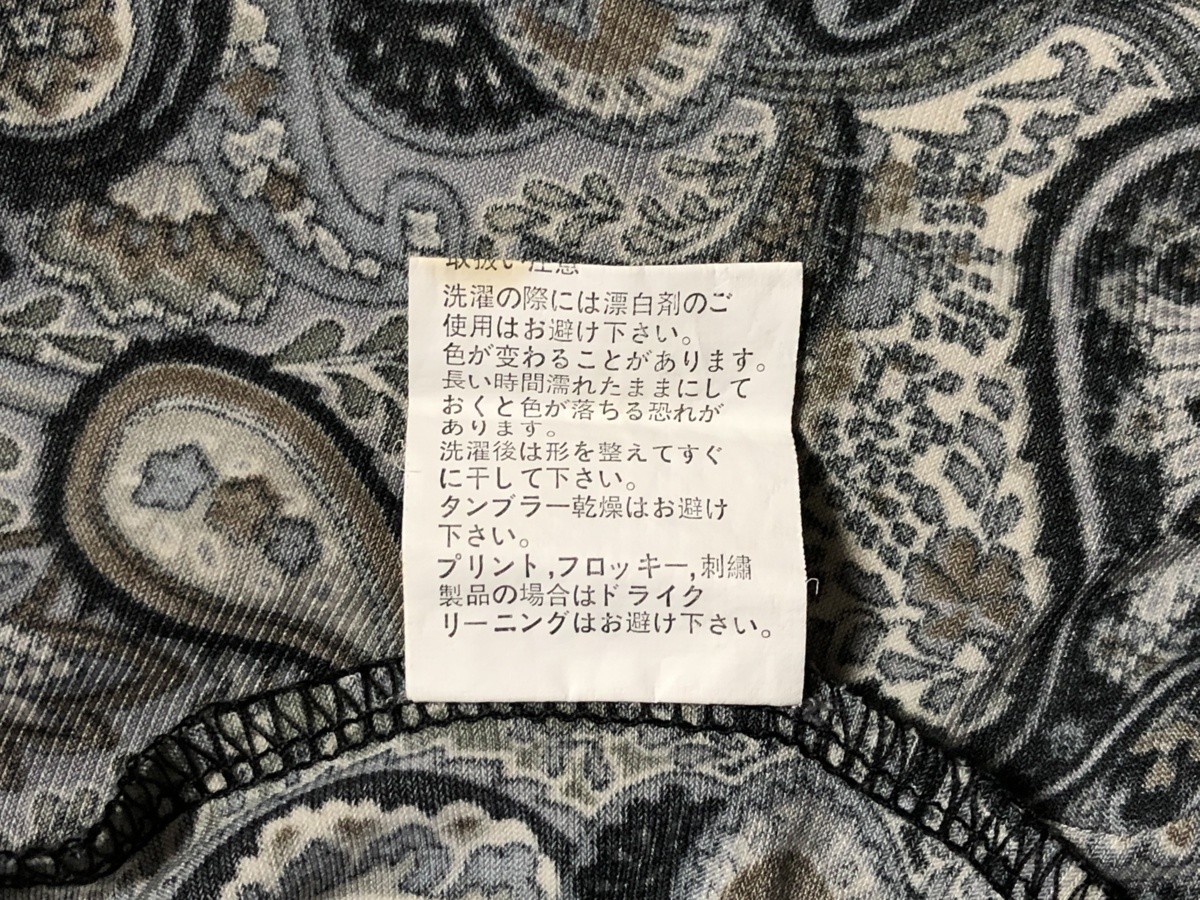 取扱い注意
洗濯の際には漂白剤のご
使用はお避け下さい。
色が変わることがあります。
長い時間濡れたままにして
おくと色が落ちる恐れが
あります。
洗濯後は形を整えてすぐ
に干して下さい。
タンブラー乾燥はお避け
下さい。
プリント,フロッキー,刺繡
製品の場合はドライク
リーニングはお避け下さい。